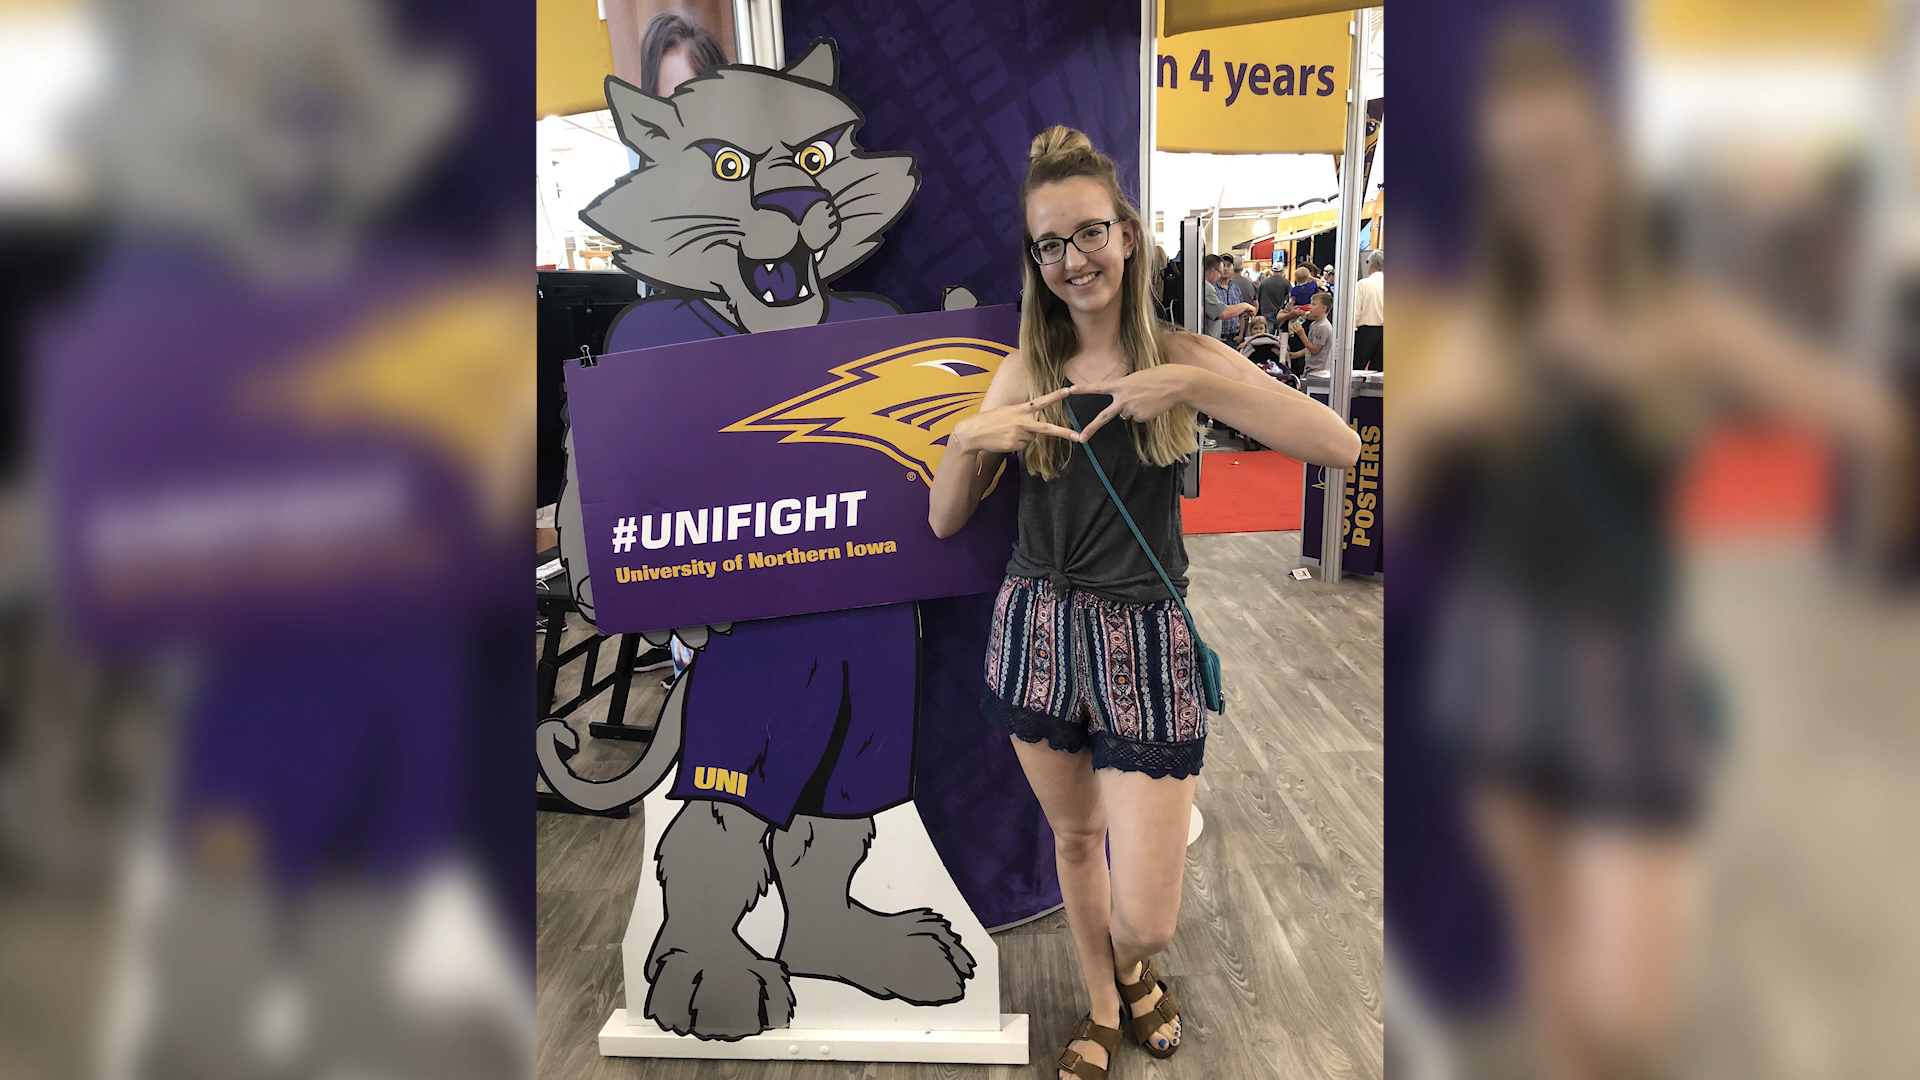 n 4 years
#UNIFIGHT
University of Northern Iowa
UNI
POSTERS